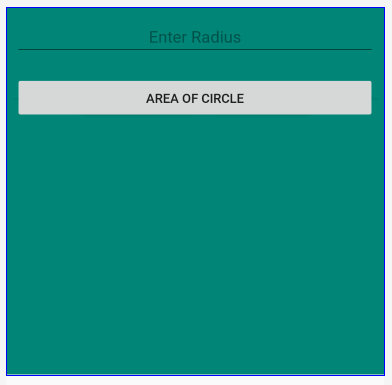 Enter Radius
AREA OF CIRCLE